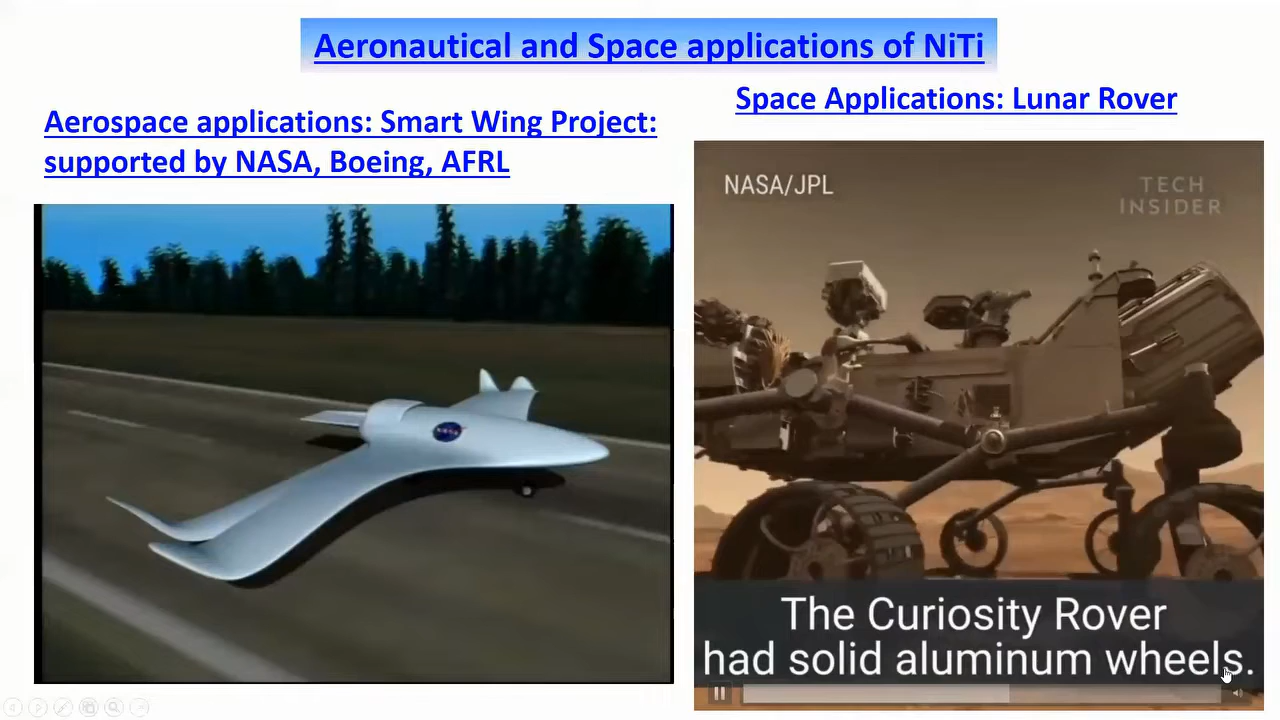 Aeronautical and Space applications of NiTi
Aerospace applications: Smart Wing Project:
supported by NASA, Boeing, AFRL
Space Applications: Lunar Rover
NASA
NASA/JPL
TECH
INSIDER
The Curiosity Rover
had solid aluminum wheels.